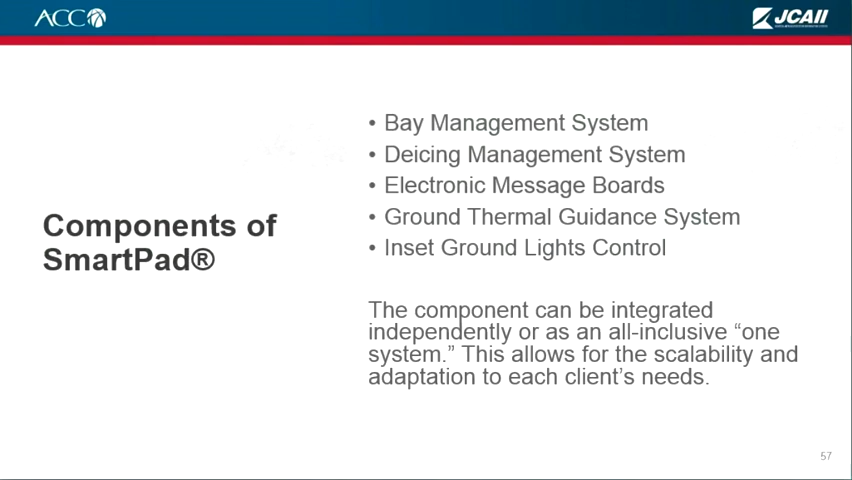 ACC
JCAII
Components of
SmartPad®
• Bay Management System
• Deicing Management System
• Electronic Message Boards
• Ground Thermal Guidance System
• Inset Ground Lights Control
The component can be integrated
independently or as an all-inclusive “one
system.” This allows for the scalability and
adaptation to each client’s needs.
57